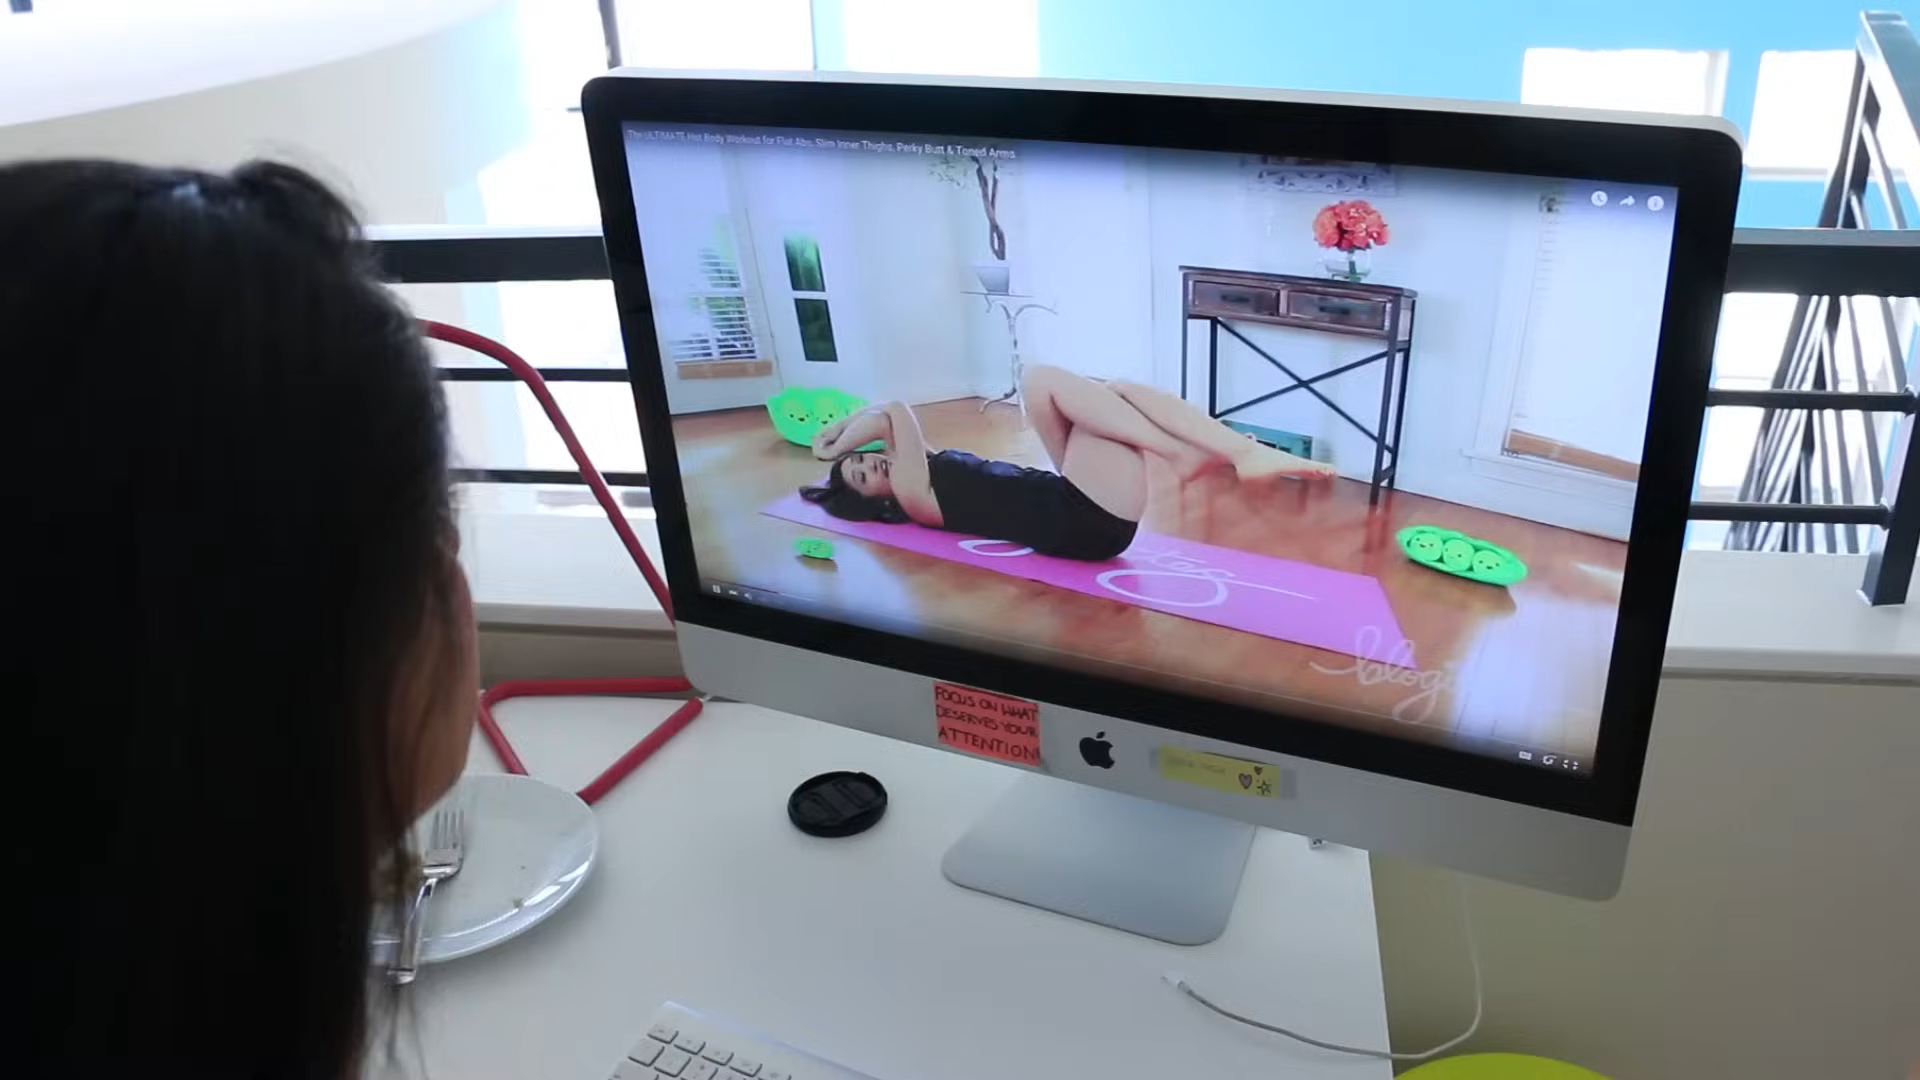 The ULTIMATE Hot Body Workout for Flat Abs, Slim Inner Thighs, Perky Butt & Toned Arms
FOCUS ON WHAT
DESERVES YOUR
ATTENTION!